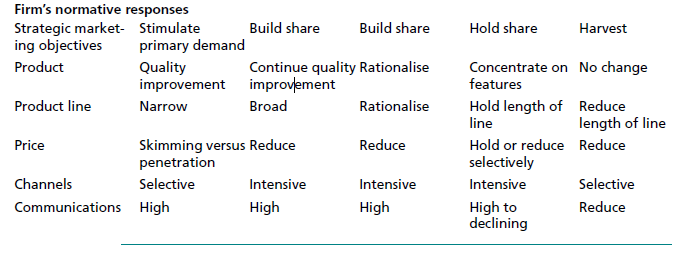 Firm's normative responses
Strategic market- Stimulate Build share Build share Hold share Harvest
ing objectives primary demand
Product Quality Continue quality Rationalise Concentrate on No change
improvement improvement features
Product line Narrow Broad Rationalise Hold length of Reduce
line length of line
Price Skimming versus Reduce Reduce Hold or reduce Reduce
penetration selectively
Channels Selective Intensive Intensive Intensive Selective
Communications High High High High to Reduce
declining